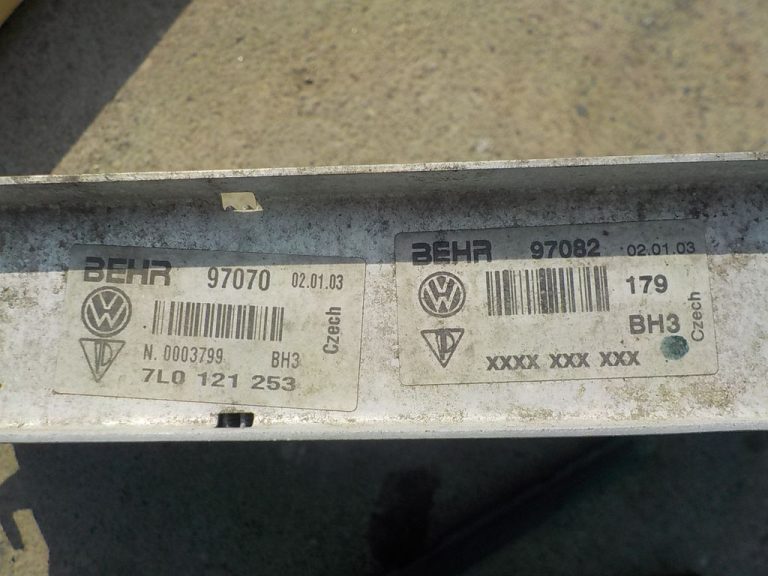 BEHR 97070 02.01.03
Czech
N. 0003799 BH3
7L0 121 253
BEHR 97082 02.01.03
179
BH3
Czech
XXXX XXX XXX